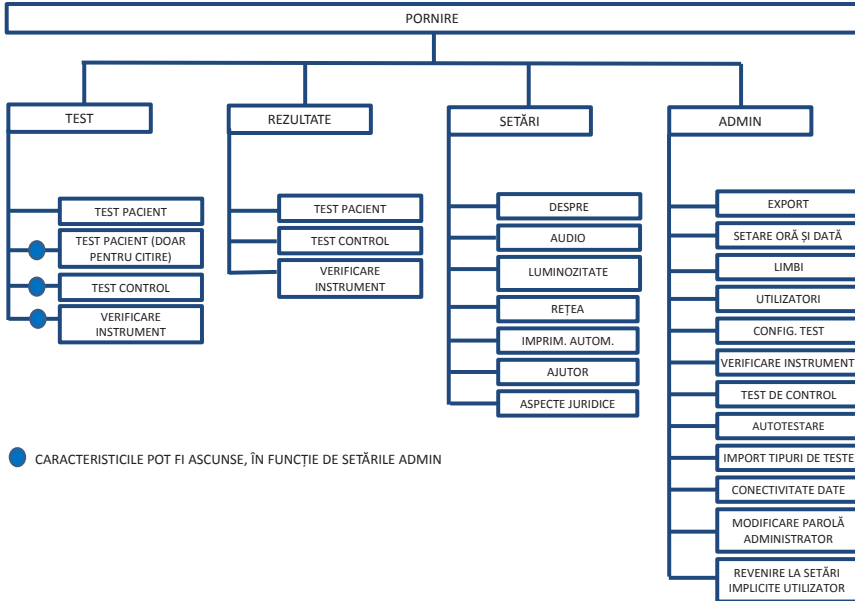 PORNIRE
TEST
TEST PACIENT
TEST PACIENT (DOAR
PENTRU CITIRE)
TEST CONTROL
VERIFICARE
INSTRUMENT
REZULTATE
TEST PACIENT
TEST CONTROL
VERIFICARE
INSTRUMENT
SETĂRI
DESPRE
AUDIO
LUMINOZITATE
REȚEA
IMPRIM. AUTOM.
AJUTOR
ASPECTE JURIDICE
ADMIN
EXPORT
SETARE ORĂ ȘI DATĂ
LIMBI
UTILIZATORI
CONFIG. TEST
VERIFICARE INSTRUMENT
TEST DE CONTROL
AUTOTESTARE
IMPORT TIPURI DE TESTE
CONECTIVITATE DATE
MODIFICARE PAROLĂ
ADMINISTRATOR
REVENIRE LA SETĂRI
IMPLICITE UTILIZATOR
CARACTERISTICILE POT FI ASCUNSE, ÎN FUNCȚIE DE SETĂRILE ADMIN